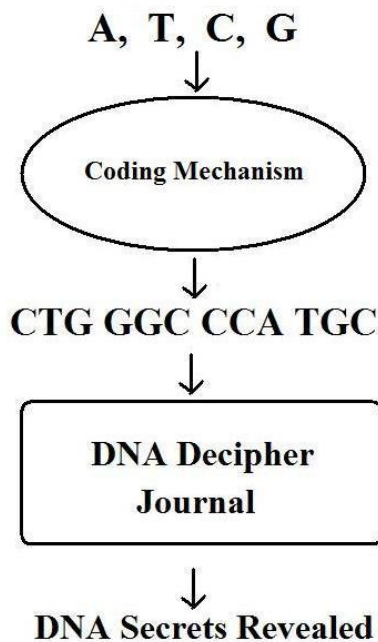 A, T, C, G
Coding Mechanism
CTG GGC CCA TGC
DNA Decipher
Journal
DNA Secrets Revealed